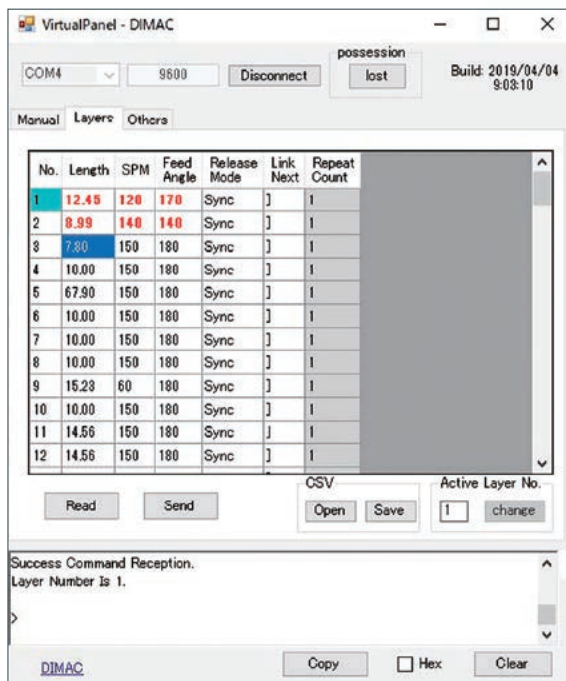 VirtualPanel - DIMAC
possession
COM4 9600 Disconnect lost Build: 2019/04/04
9:03:10
Manual Layers Others
No. Length SPM Feed Angle Release Mode Link Next Repeat Count
1 12.45 120 170 Sync ] 1
2 8.99 140 140 Sync ] 1
3 7.80 150 180 Sync ] 1
4 10.00 150 180 Sync ] 1
5 67.90 150 180 Sync ] 1
6 10.00 150 180 Sync ] 1
7 10.00 150 180 Sync ] 1
8 10.00 150 180 Sync ] 1
9 15.23 60 180 Sync ] 1
10 10.00 150 180 Sync ] 1
11 14.56 150 180 Sync ] 1
12 14.56 150 180 Sync ] 1
CSV Active Layer No.
Read Send Open Save 1 change
Success Command Reception.
Layer Number Is 1.
>
DIMAC Copy Hex Clear